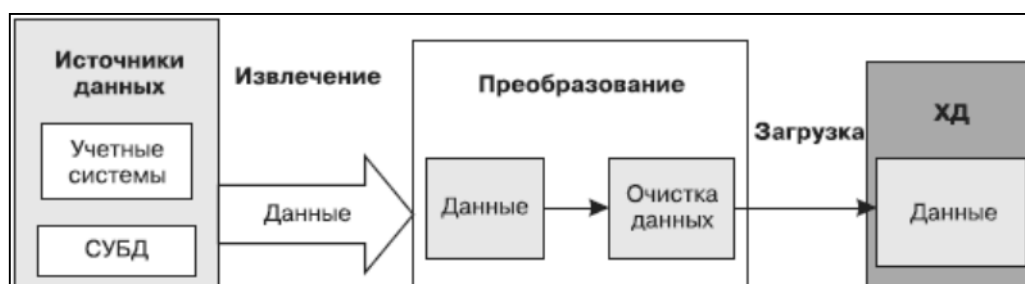 Источники
данных
Учетные
системы
СУБД
Извлечение
Данные
Преобразование
Данные
Очистка
данных
Загрузка
ХД
Данные